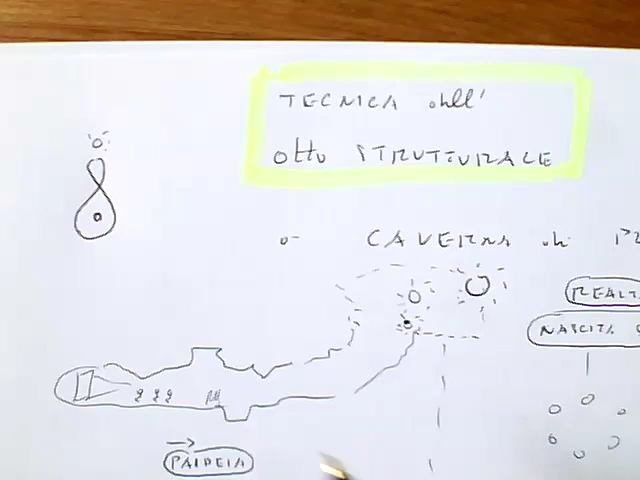 TECNICA dell'
otto STRUTTURALE
o- CAVERNA di
REALT
NASCITA
PAIDEIA